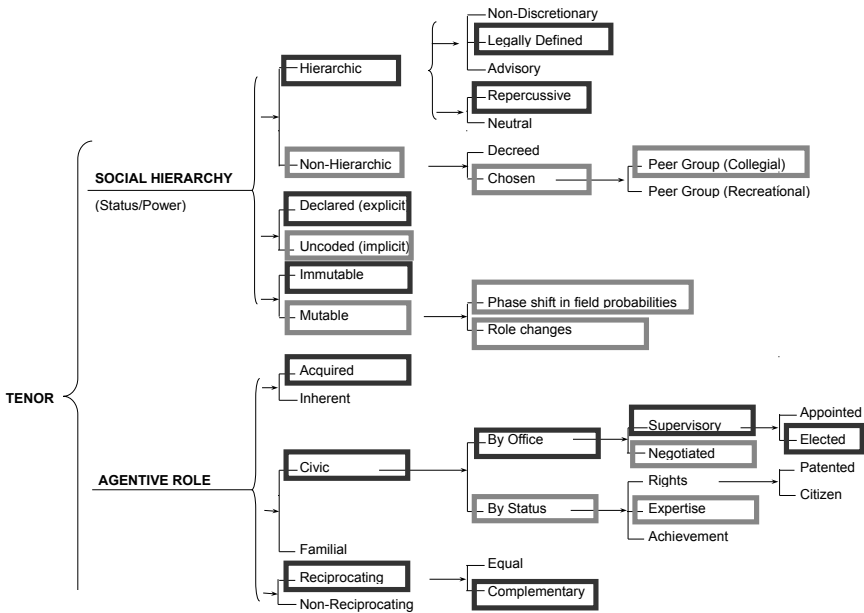 Non-Discretionary
Legally Defined
Hierarchic
Advisory
Repercussive
Neutral
Decreed
Non-Hierarchic
Peer Group (Collegial)
SOCIAL HIERARCHY
Chosen
Peer Group (Recreational)
(Status/Power)
Declared (explicit
Uncoded (implicit)
Immutable
Phase shift in field probabilities
Mutable
Role changes
Acquired
TENOR
Inherent
Appointed
Supervisory
By Office
Elected
Negotiated
Civic
Patented
AGENTIVE ROLE
Rights
Citizen
By Status
Expertise
Achievement
Familial
Equal
Reciprocating
Complementary
Non-Reciprocating